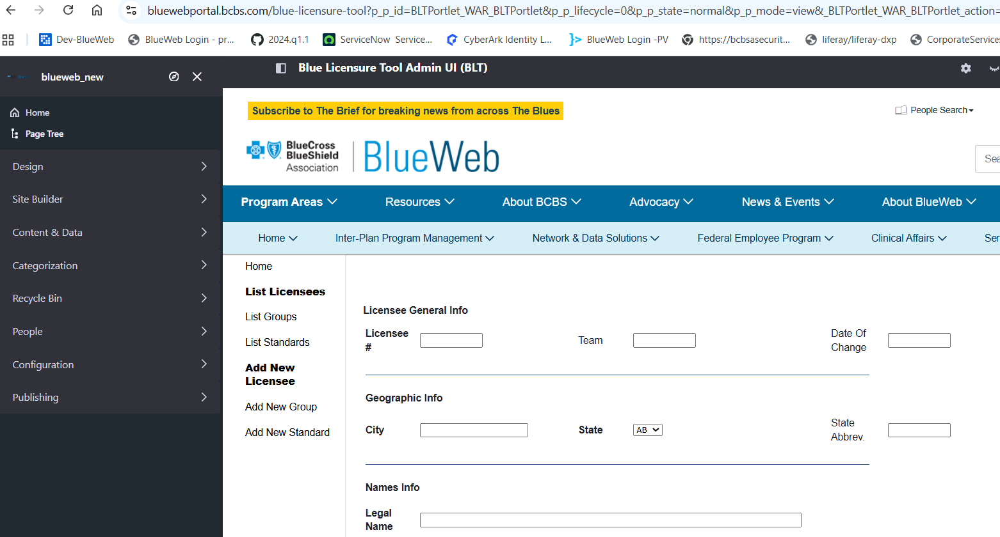 bluewebportal.bcbs.com/blue-licensure-tool?p_p_id=BLTPortlet_WAR_BLTPortlet&p_p_lifecycle=0&p_p_state=normal&p_p_mode=view&_BLTPortlet_WAR_BLTPortlet_action=
Dev-BlueWeb BlueWeb Login - pr... 2024.q1.1 ServiceNow Service... CyberArk Identity L... BlueWeb Login -PV https://bcbsasecurit... liferay/liferay-dxp CorporateServices
blueweb_new
Blue Licensure Tool Admin UI (BLT)
Home
Page Tree
Design
Site Builder
Content & Data
Categorization
Recycle Bin
People
Configuration
Publishing
Subscribe to The Brief for breaking news from across The Blues
People Search
BlueCross
BlueShield
Association
BlueWeb
Sea
Program Areas Resources About BCBS Advocacy News & Events About BlueWeb
Home Inter-Plan Program Management Network & Data Solutions Federal Employee Program Clinical Affairs Ser
Home
List Licensees
List Groups
List Standards
Add New
Licensee
Add New Group
Add New Standard
Licensee General Info
Licensee
#
Team
Date Of
Change
Geographic Info
City
State
AB
State
Abbrev.
Names Info
Legal
Name